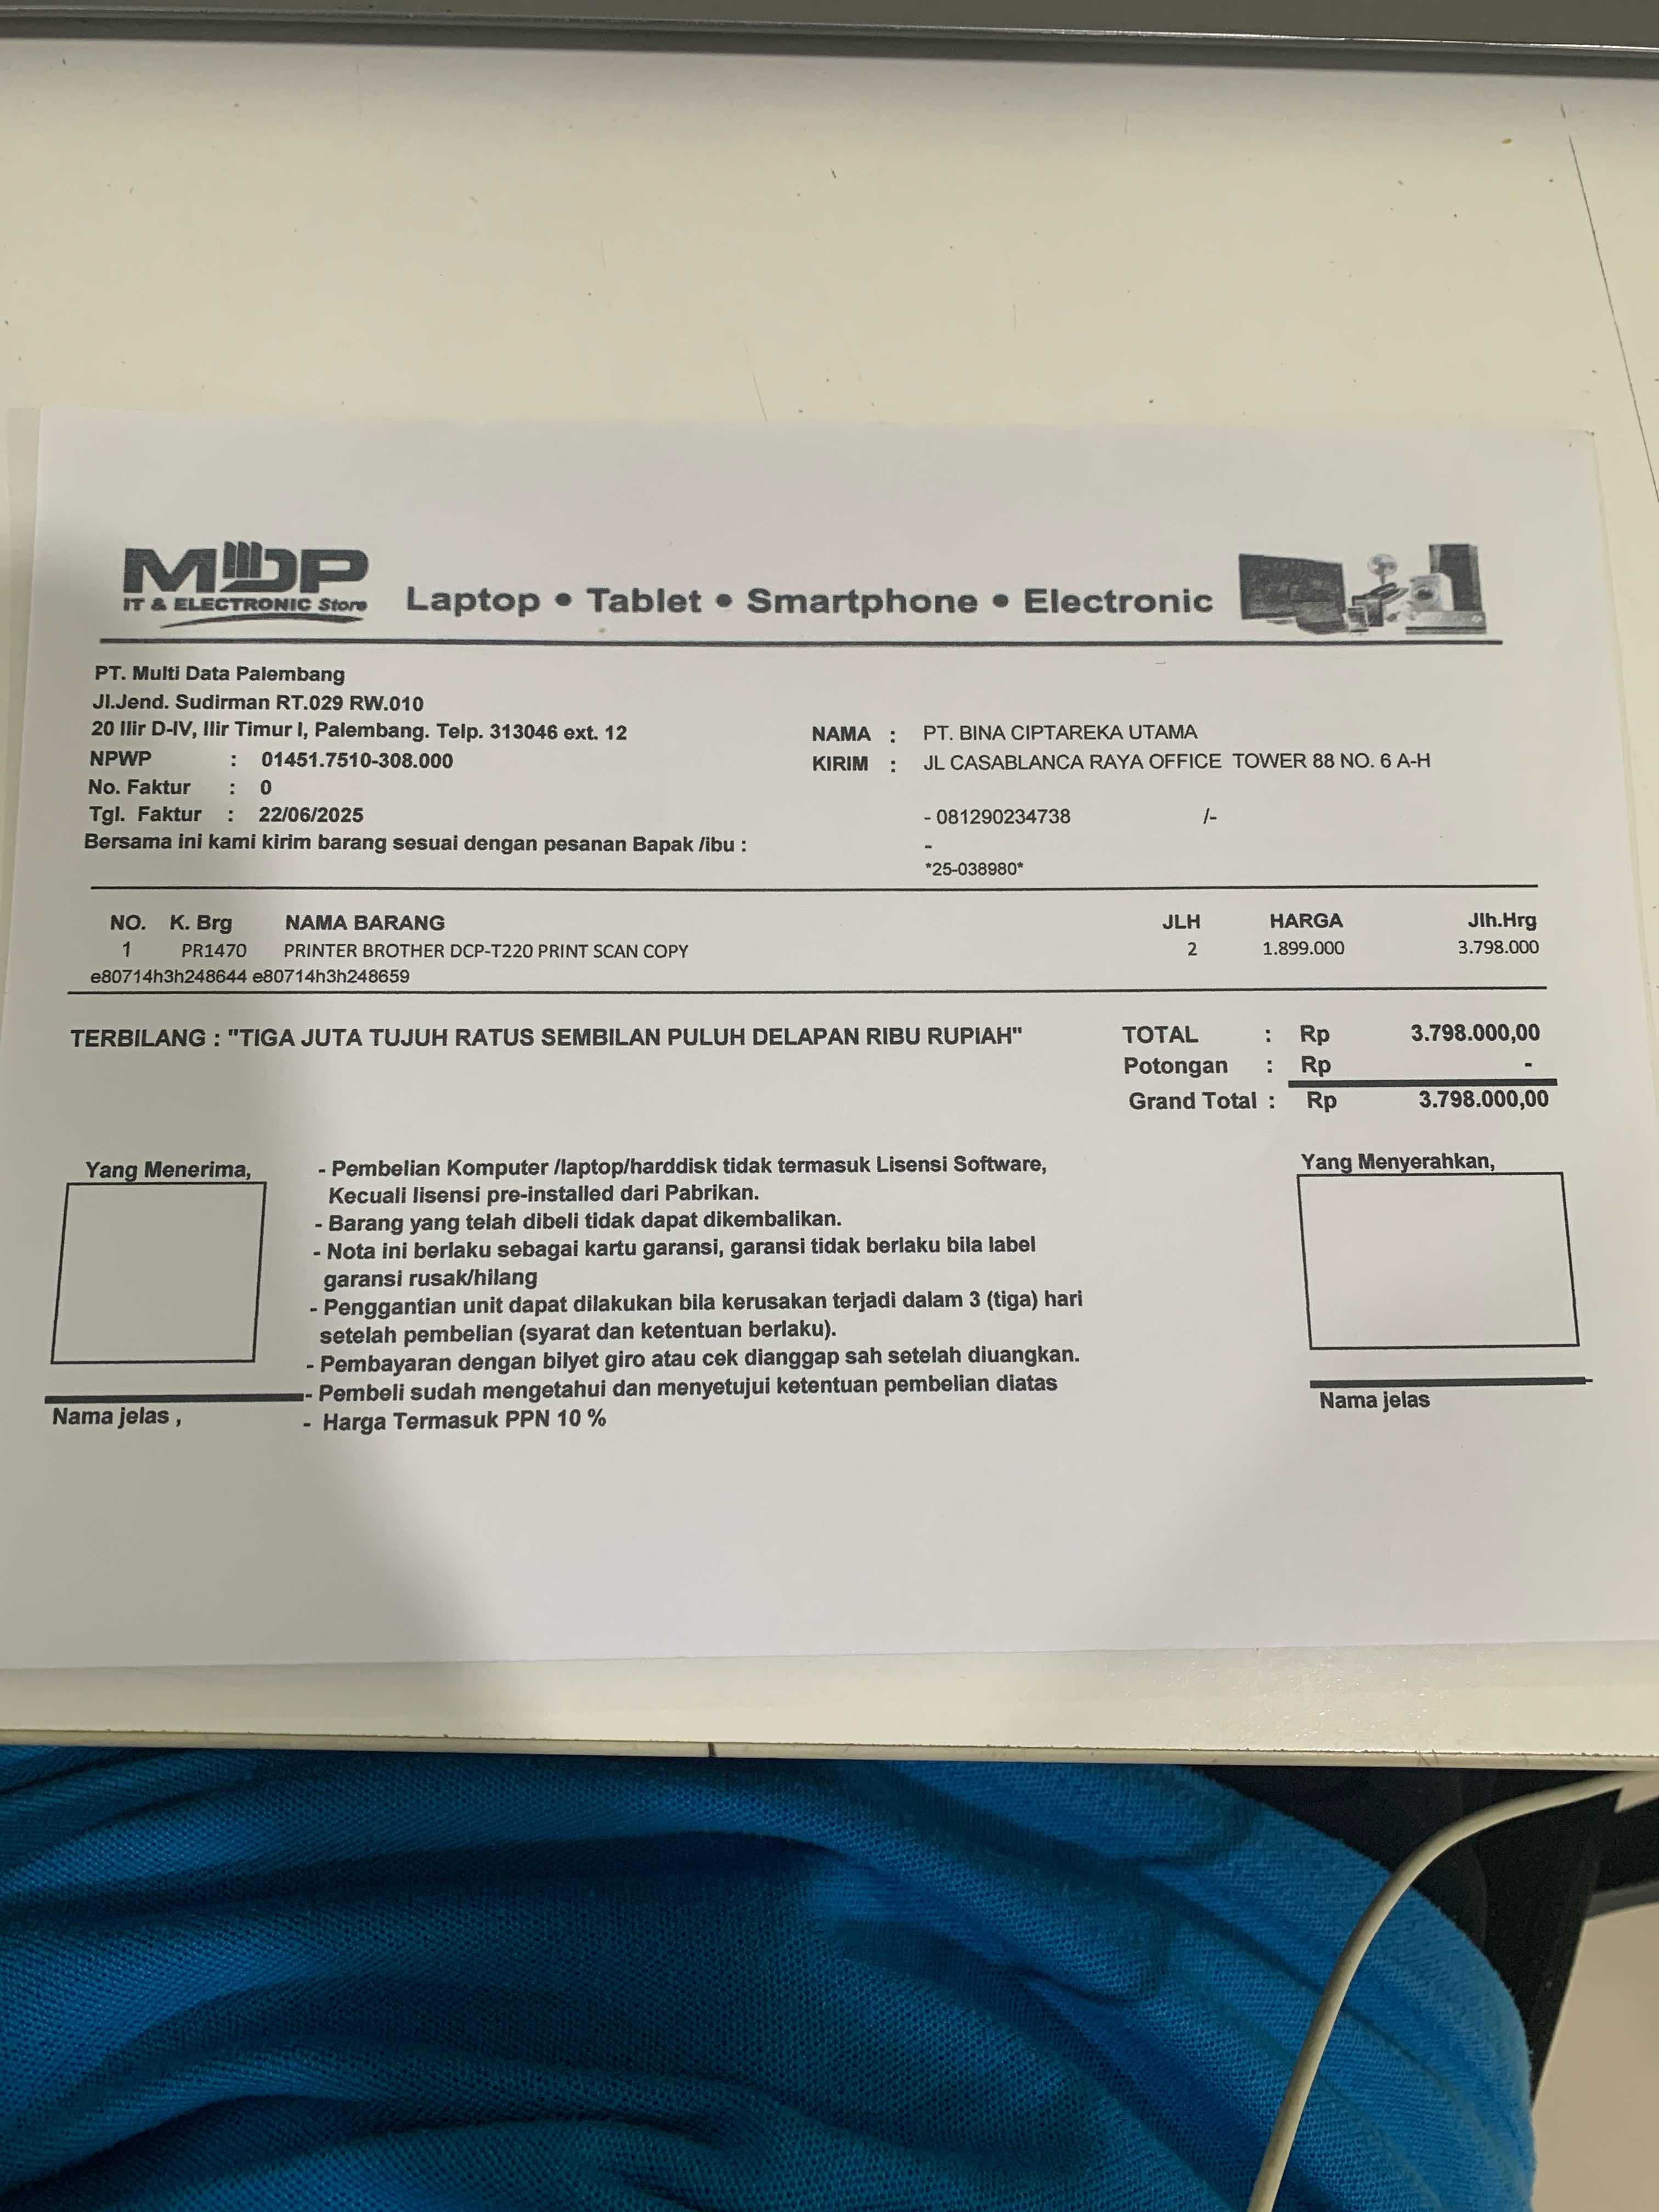 MDP
IT & ELECTRONIC Store
Laptop • Tablet • Smartphone • Electronic
PT. Multi Data Palembang
Jl.Jend. Sudirman RT.029 RW.010
20 Ilir D-IV, Ilir Timur I, Palembang. Telp. 313046 ext. 12
NPWP : 01451.7510-308.000
No. Faktur : 0
Tgl. Faktur : 22/06/2025
Bersama ini kami kirim barang sesuai dengan pesanan Bapak /ibu :
NAMA : PT. BINA CIPTAREKA UTAMA
KIRIM : JL CASABLANCA RAYA OFFICE TOWER 88 NO. 6 A-H
- 081290234738 /-
-
*25-038980*
NO. K. Brg NAMA BARANG JLH HARGA Jlh.Hrg
1 PR1470 PRINTER BROTHER DCP-T220 PRINT SCAN COPY 2 1.899.000 3.798.000
e80714h3h248644 e80714h3h248659
TERBILANG : "TIGA JUTA TUJUH RATUS SEMBILAN PULUH DELAPAN RIBU RUPIAH"
TOTAL : Rp 3.798.000,00
Potongan : Rp -
Grand Total : Rp 3.798.000,00
Yang Menerima,
Nama jelas ,
- Pembelian Komputer /laptop/harddisk tidak termasuk Lisensi Software,
Kecuali lisensi pre-installed dari Pabrikan.
- Barang yang telah dibeli tidak dapat dikembalikan.
- Nota ini berlaku sebagai kartu garansi, garansi tidak berlaku bila label
garansi rusak/hilang
- Penggantian unit dapat dilakukan bila kerusakan terjadi dalam 3 (tiga) hari
setelah pembelian (syarat dan ketentuan berlaku).
- Pembayaran dengan bilyet giro atau cek dianggap sah setelah diuangkan.
- Pembeli sudah mengetahui dan menyetujui ketentuan pembelian diatas
- Harga Termasuk PPN 10 %
Yang Menyerahkan,
Nama jelas